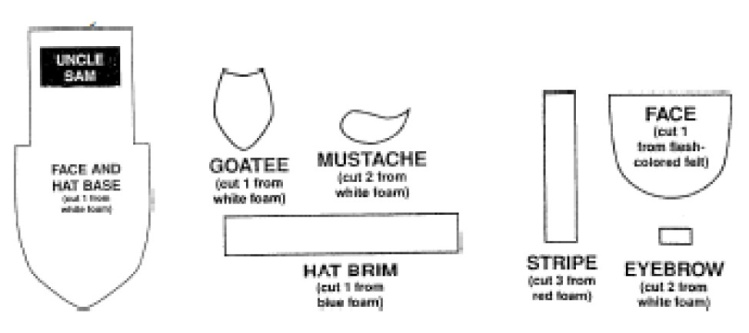 UNCLE
SAM
FACE AND
HAT BASE
(cut 1 from
white foam)
GOATEE
(cut 1 from
white foam)
MUSTACHE
(cut 2 from
white foam)
HAT BRIM
(cut 1 from
blue foam)
STRIPE
(cut 3 from
red foam)
FACE
(cut 1
from flesh-
colored felt)
EYEBROW
(cut 2 from
white foam)